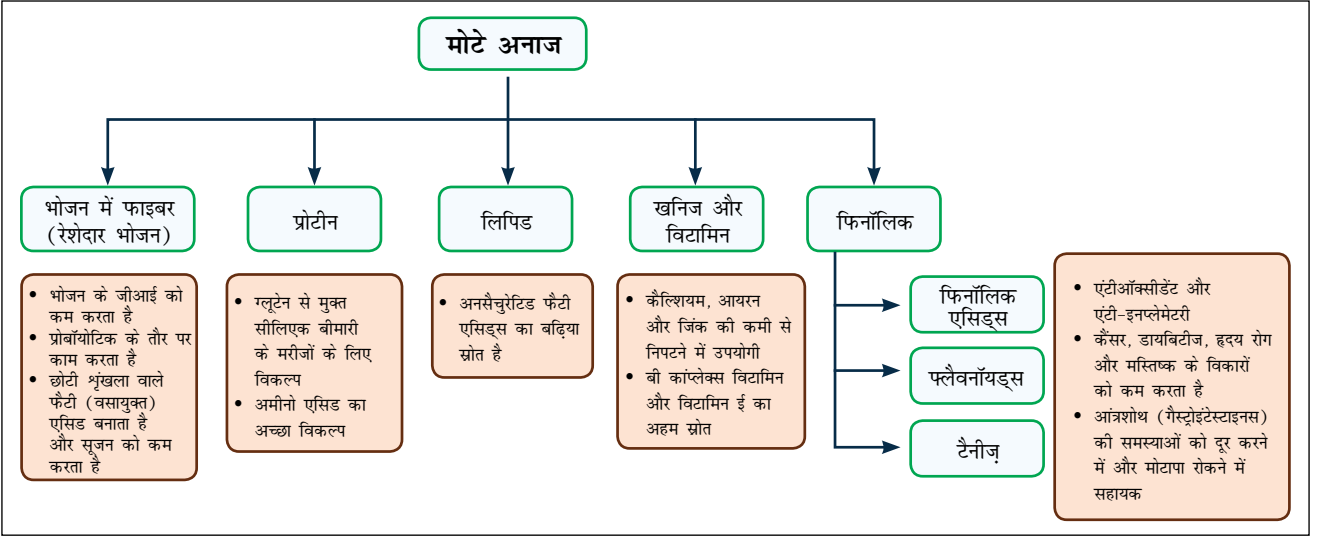 मोटे अनाज
भोजन में फाइबर
(रेशेदार भोजन)
प्रोटीन
लिपिड
खनिज और
विटामिन
फिनॉलिक
• भोजन के जीआई को
कम करता है
• प्रोबॉयोटिक के तौर पर
काम करता है
• छोटी शृंखला वाले
फैटी (वसायुक्त)
एसिड बनाता है
और सूजन को कम
करता है
• ग्लूटेन से मुक्त
सीलिएक बीमारी
के मरीजों के लिए
विकल्प
• अमीनो एसिड का
अच्छा विकल्प
• अनसैचुरेटिड फैटी
एसिड्स का बढ़िया
स्रोत है
• कैल्शियम, आयरन
और जिंक की कमी से
निपटने में उपयोगी
• बी कांप्लेक्स विटामिन
और विटामिन ई का
अहम स्रोत
फिनॉलिक
एसिड्स
फ्लैवनॉयड्स
टैनीज़
• एंटीऑक्सीडेंट और
एंटी-इनप्लेमेटरी
• कैंसर, डायबिटीज, हृदय रोग
और मस्तिष्क के विकारों
को कम करता है
• आंत्रशोथ (गैस्ट्रोइंटेस्टाइनस)
की समस्याओं को दूर करने
में और मोटापा रोकने में
सहायक